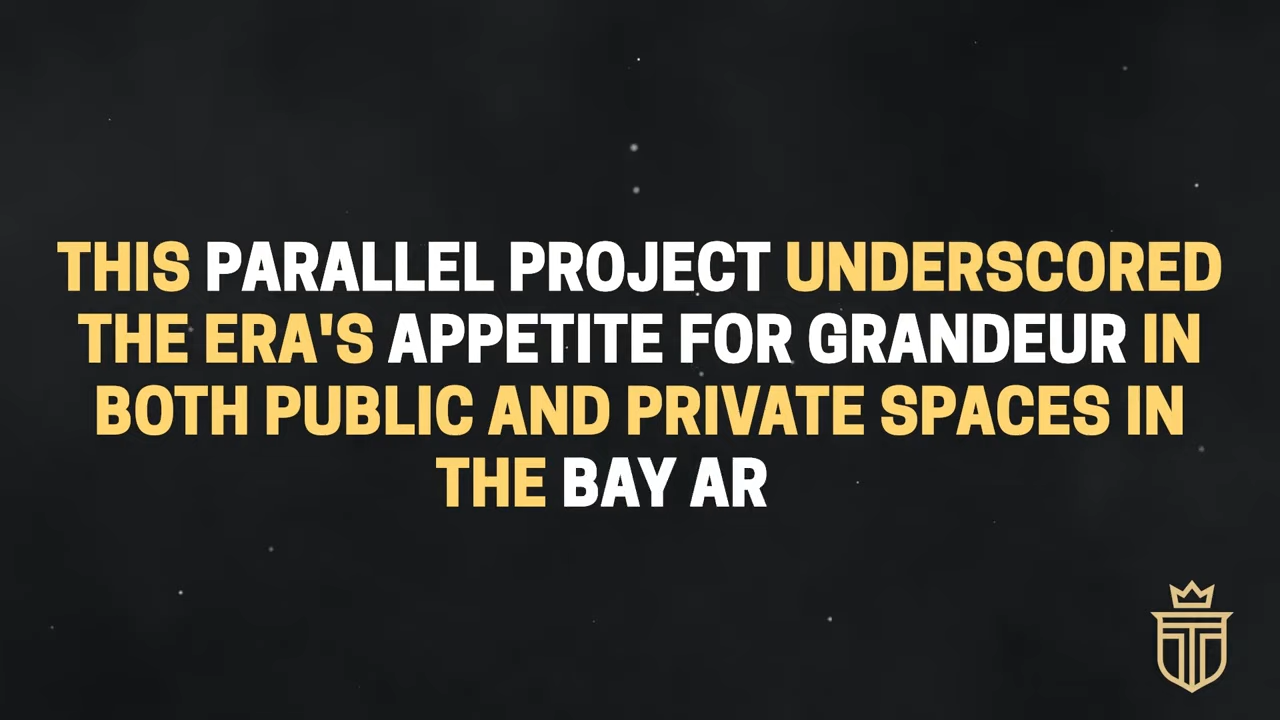 THIS PARALLEL PROJECT UNDERSCORED
THE ERA'S APPETITE FOR GRANDEUR IN
BOTH PUBLIC AND PRIVATE SPACES IN
THE BAY AR